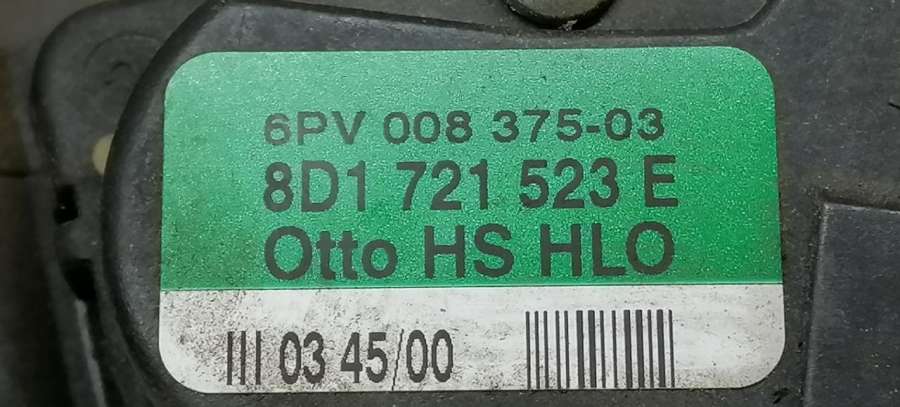 6PV 008 375-03
8D1 721 523 E
Otto HS HLO
III 03 45/00